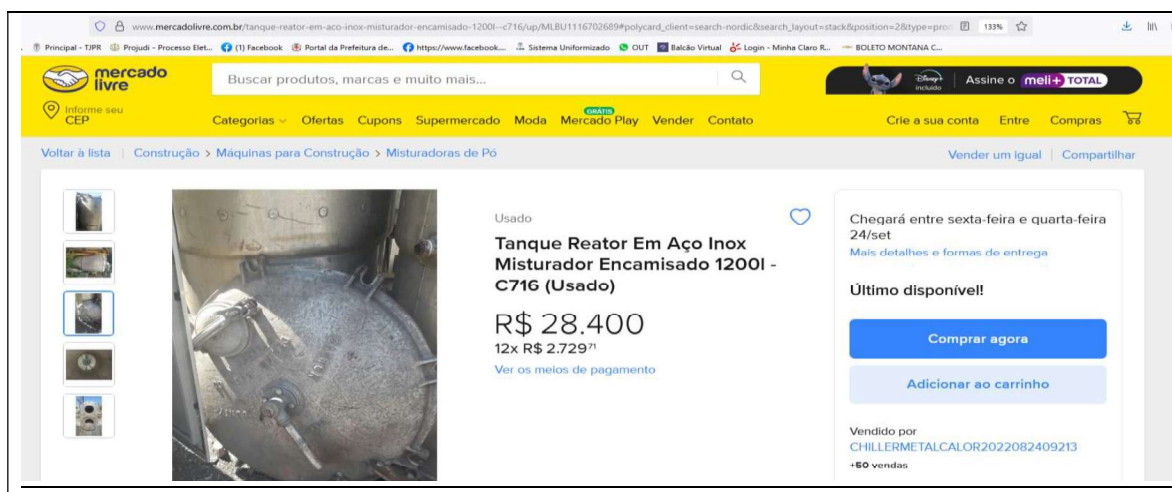 www.mercadolivre.com.br/tanque-reator-em-aco-inox-misturador-encamisado-1200l--c716/up/MLBU1116702689#polycard_client=search-nordic&search_layout=stack&position=2&type=proc
133%
Principal - TJPR
Projudi - Processo Elet...
(1) Facebook
Portal da Prefeitura de...
https://www.facebook....
Sistema Uniformizado
OUT
Balcão Virtual
Login - Minha Claro R...
BOLETO MONTANA C...
mercado
livre
Buscar produtos, marcas e muito mais...
Disney+
incluído
Assine o meli+ TOTAL
Informe seu
CEP
Categorias
Ofertas
Cupons
Supermercado
Moda
GRÁTIS
Mercado Play
Vender
Contato
Crie a sua conta
Entre
Compras
Voltar à lista | Construção > Máquinas para Construção > Misturadoras de Pó
Vender um igual | Compartilhar
Usado
Tanque Reator Em Aço Inox
Misturador Encamisado 1200l -
C716 (Usado)
R$ 28.400
12x R$ 2.729⁷¹
Ver os meios de pagamento
Chegará entre sexta-feira e quarta-feira
24/set
Mais detalhes e formas de entrega
Último disponível!
Comprar agora
Adicionar ao carrinho
Vendido por
CHILLERMETALCALOR2022082409213
+50 vendas